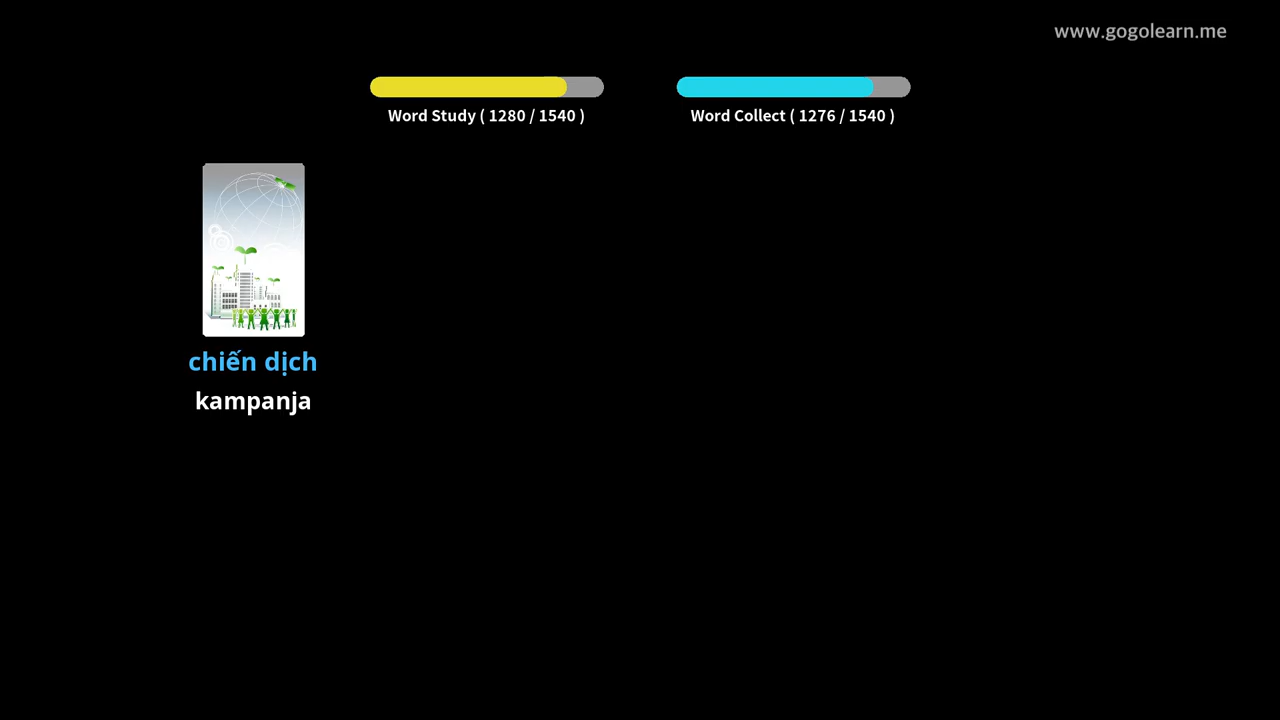 www.gogolearn.me
Word Study ( 1280 / 1540 )
Word Collect ( 1276 / 1540 )
chiến dịch
kampanja